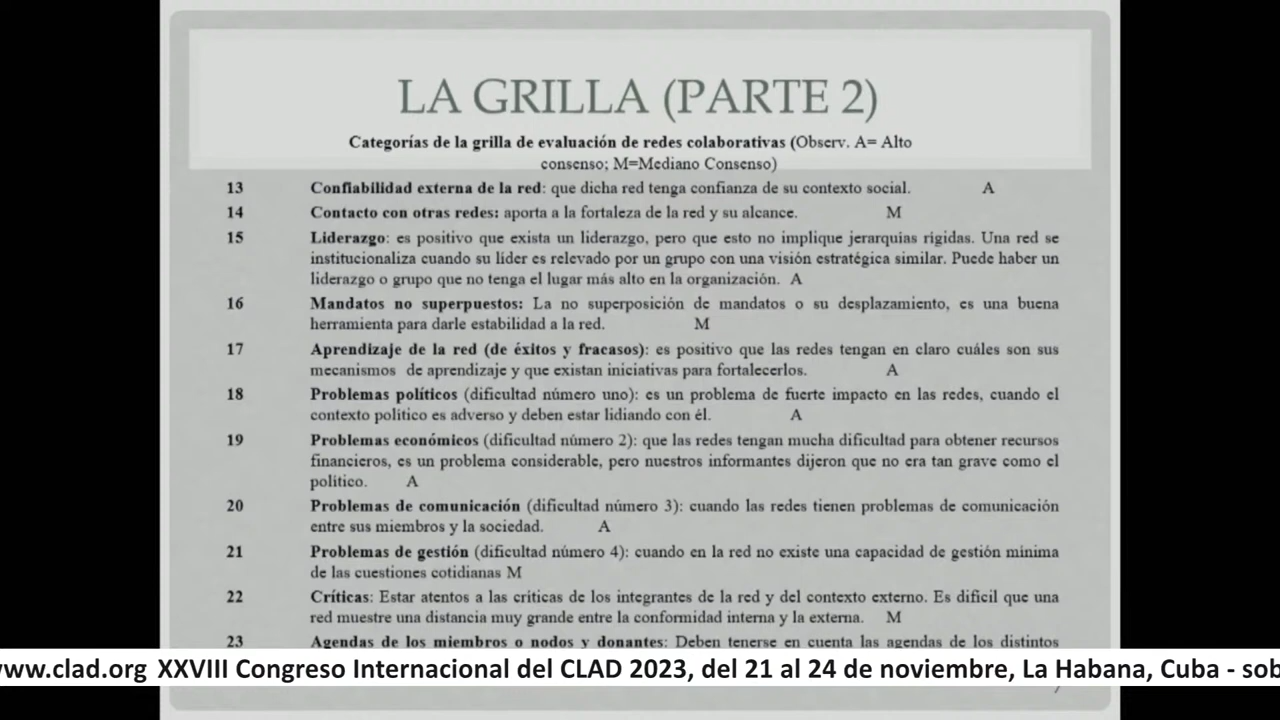 LA GRILLA (PARTE 2)
Categorías de la grilla de evaluación de redes colaborativas (Observ. A= Alto
consenso; M=Mediano Consenso)
13 Confiabilidad externa de la red: que dicha red tenga confianza de su contexto social. A
14 Contacto con otras redes: aporta a la fortaleza de la red y su alcance. M
15 Liderazgo: es positivo que exista un liderazgo, pero que esto no implique jerarquías rígidas. Una red se
institucionaliza cuando su líder es relevado por un grupo con una visión estratégica similar. Puede haber un
liderazgo o grupo que no tenga el lugar más alto en la organización. A
16 Mandatos no superpuestos: La no superposición de mandatos o su desplazamiento, es una buena
herramienta para darle estabilidad a la red. M
17 Aprendizaje de la red (de éxitos y fracasos): es positivo que las redes tengan en claro cuáles son sus
mecanismos de aprendizaje y que existan iniciativas para fortalecerlos. A
18 Problemas políticos (dificultad número uno): es un problema de fuerte impacto en las redes, cuando el
contexto político es adverso y deben estar lidiando con él. A
19 Problemas económicos (dificultad número 2): que las redes tengan mucha dificultad para obtener recursos
financieros, es un problema considerable, pero nuestros informantes dijeron que no era tan grave como el
político. A
20 Problemas de comunicación (dificultad número 3): cuando las redes tienen problemas de comunicación
entre sus miembros y la sociedad. A
21 Problemas de gestión (dificultad número 4): cuando en la red no existe una capacidad de gestión mínima
de las cuestiones cotidianas M
22 Críticas: Estar atentos a las críticas de los integrantes de la red y del contexto externo. Es difícil que una
red muestre una distancia muy grande entre la conformidad interna y la externa. M
23 Agendas de los miembros o nodos y donantes: Deben tenerse en cuenta las agendas de los distintos
www.clad.org XXVIII Congreso Internacional del CLAD 2023, del 21 al 24 de noviembre, La Habana, Cuba - sob